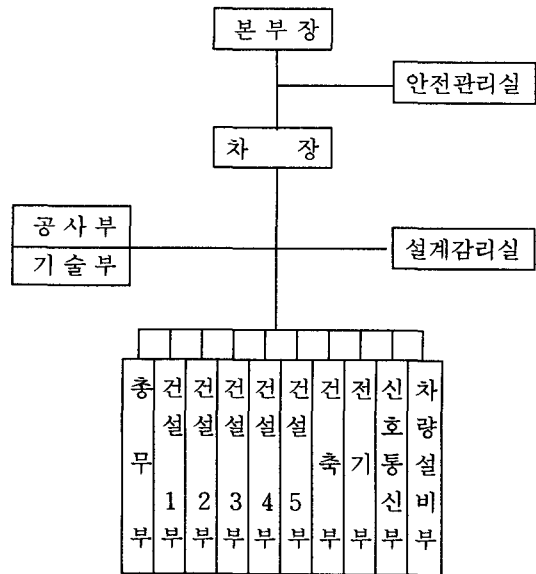 본 부 장
안전관리실
차 장
공 사 부
기 술 부
설계감리실
총 무 부
건설 1 부
건설 2 부
건설 3 부
건설 4 부
건설 5 부
건 축 부
전 기 부
신호통신부
차량설비부